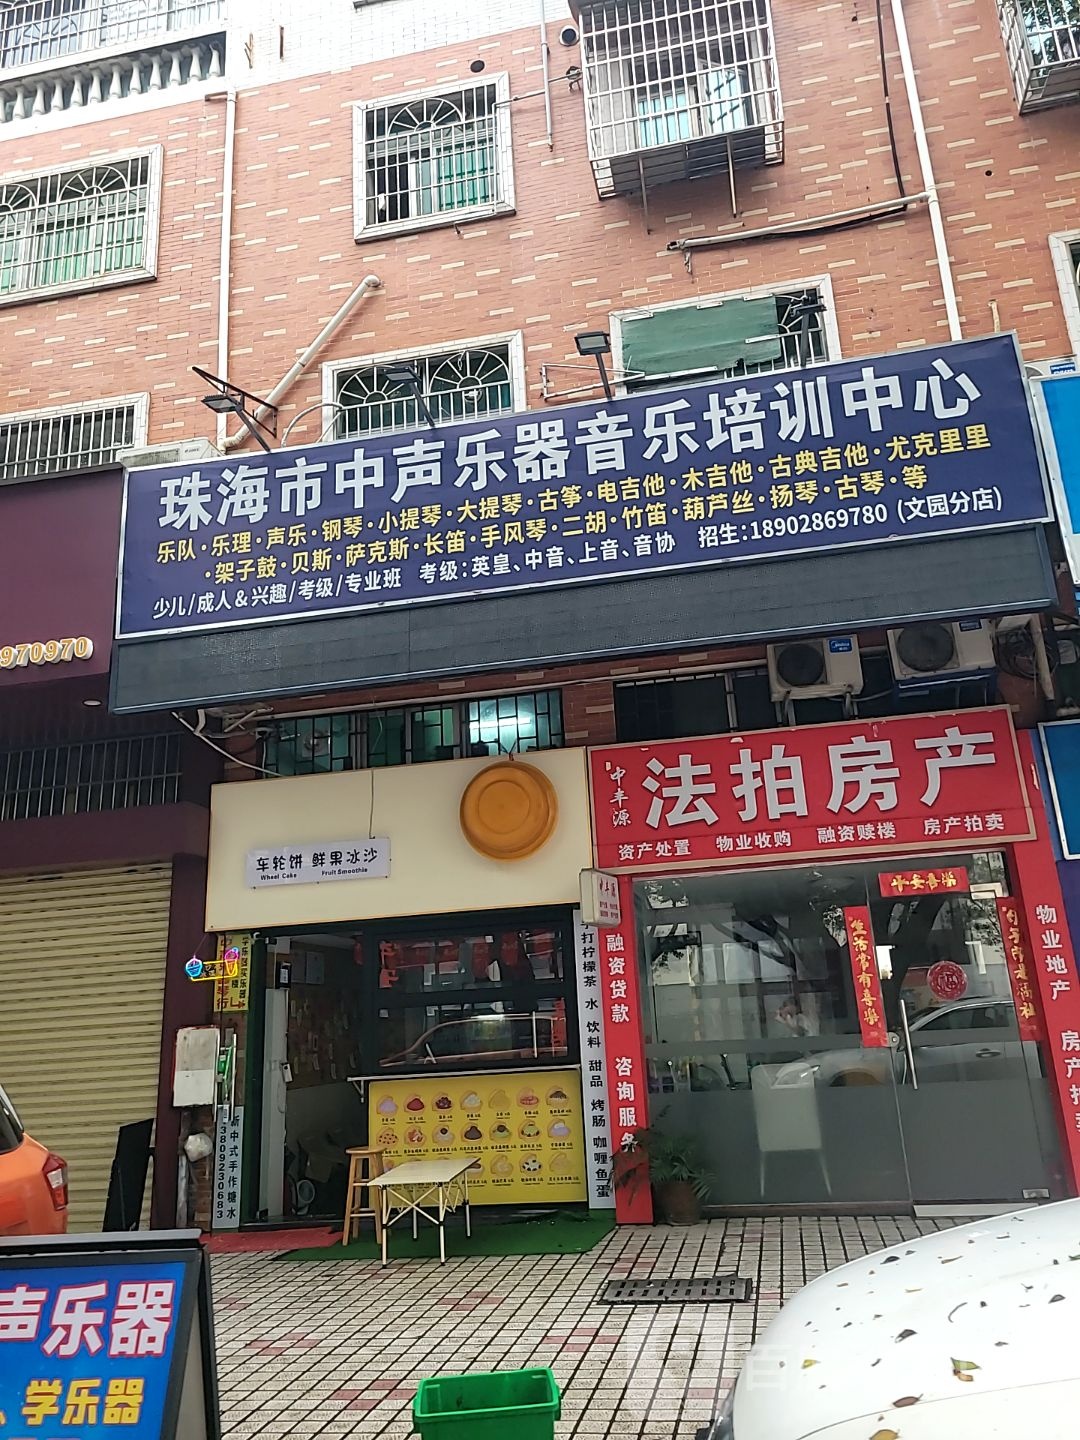 珠海市中声乐器音乐培训中心
乐队·乐理·声乐·钢琴·小提琴·大提琴·古筝·电吉他·木吉他·古典吉他·尤克里里
·架子鼓·贝斯·萨克斯·长笛·手风琴·二胡·竹笛·葫芦丝·扬琴·古琴·等
少儿/成人&兴趣/考级/专业班 考级:英皇、中音、上音、音协 招生:18902869780 (文园分店)
970970
中丰源
法拍房产
资产处置 物业收购 融资赎楼 房产拍卖
车轮饼 鲜果冰沙
Wheel Cake Fruit Smoothie
平安喜乐
生活常有喜乐
融资贷款 咨询服务
物业地产 房产拍卖
手打柠檬茶 水 饮料 甜品 烤肠 咖喱鱼蛋
新中式手作糖水
3809230683
声乐器
学乐器